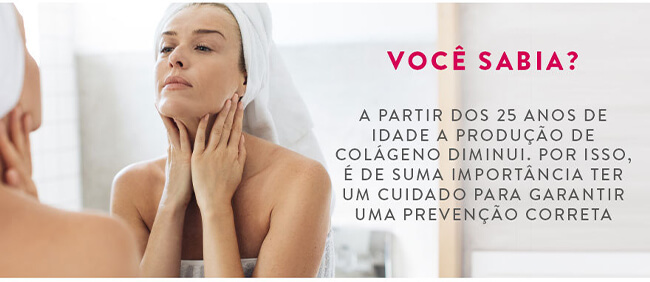 VOCÊ SABIA?
A PARTIR DOS 25 ANOS DE
IDADE A PRODUÇÃO DE
COLÁGENO DIMINUI. POR ISSO,
É DE SUMA IMPORTÂNCIA TER
UM CUIDADO PARA GARANTIR
UMA PREVENÇÃO CORRETA